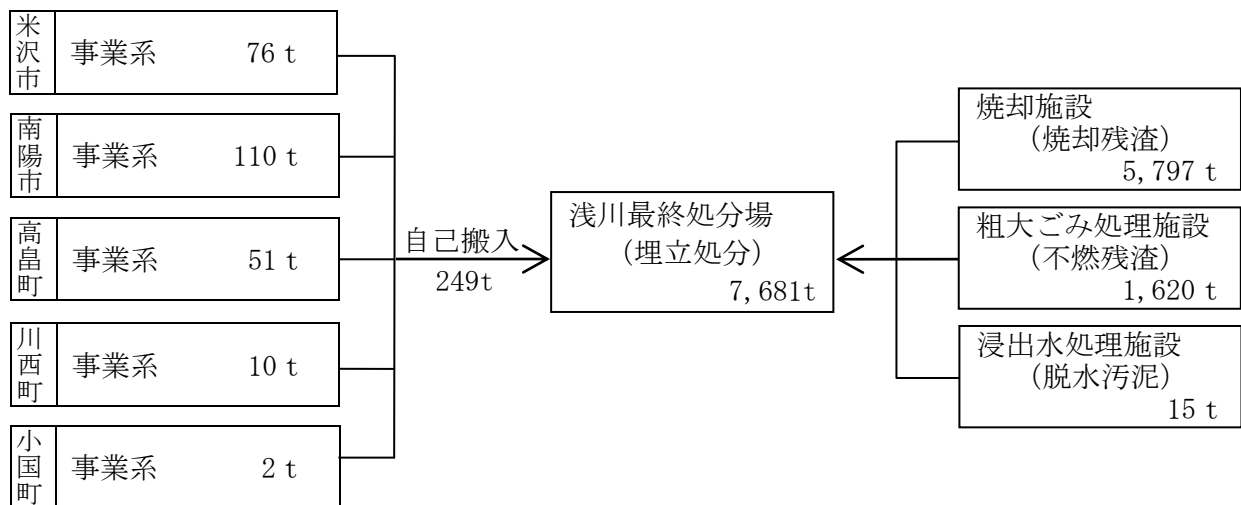 米沢市
事業系 76 t
南陽市
事業系 110 t
高畠町
事業系 51 t
川西町
事業系 10 t
小国町
事業系 2 t
自己搬入
249t
浅川最終処分場
(埋立処分)
7,681t
焼却施設
(焼却残渣)
5,797 t
粗大ごみ処理施設
(不燃残渣)
1,620 t
浸出水処理施設
(脱水汚泥)
15 t